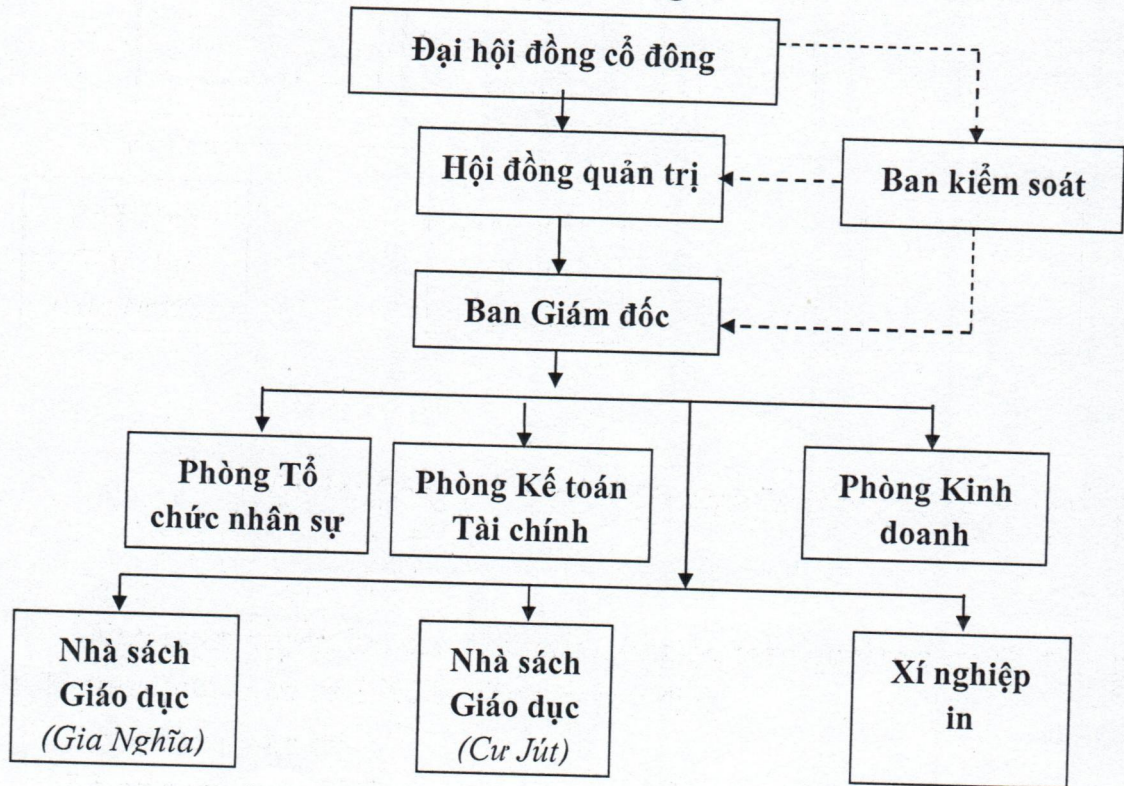 Đại hội đồng cổ đông
Hội đồng quản trị
Ban kiểm soát
Ban Giám đốc
Phòng Tổ
chức nhân sự
Phòng Kế toán
Tài chính
Phòng Kinh
doanh
Nhà sách
Giáo dục
(Gia Nghĩa)
Nhà sách
Giáo dục
(Cư Jút)
Xí nghiệp
in